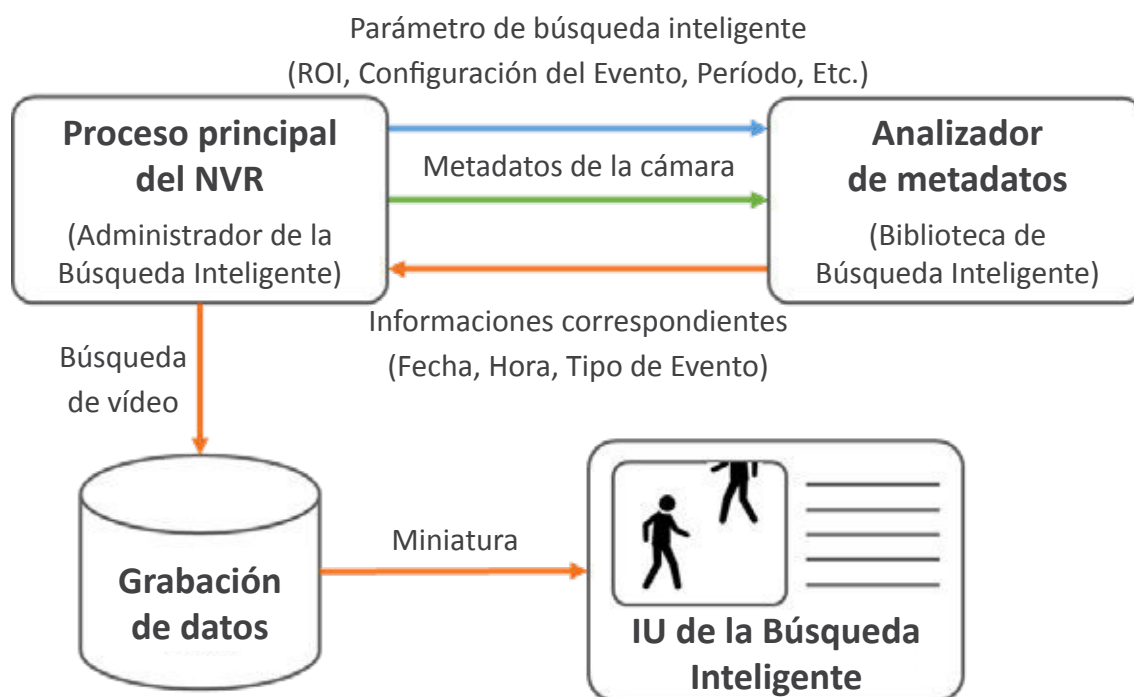 Parámetro de búsqueda inteligente
(ROI, Configuración del Evento, Período, Etc.)
Proceso principal
del NVR
(Administrador de la
Búsqueda Inteligente)
Metadatos de la cámara
Analizador
de metadatos
(Biblioteca de
Búsqueda Inteligente)
Informaciones correspondientes
(Fecha, Hora, Tipo de Evento)
Búsqueda
de vídeo
Grabación
de datos
Miniatura
IU de la Búsqueda
Inteligente